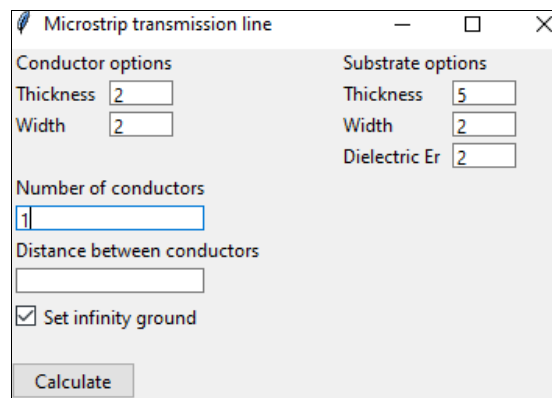 Microstrip transmission line
Conductor options
Thickness 2
Width 2
Substrate options
Thickness 5
Width 2
Dielectric Er 2
Number of conductors
1
Distance between conductors
Set infinity ground
Calculate